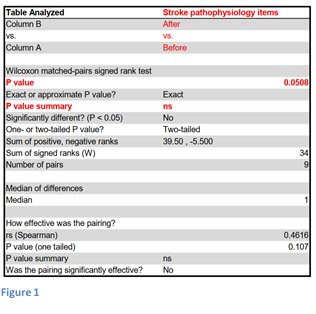 Table Analyzed Stroke pathophysiology items
Column B After
vs. vs.
Column A Before
Wilcoxon matched-pairs signed rank test
P value 0.0508
Exact or approximate P value? Exact
P value summary ns
Significantly different? (P < 0.05) No
One- or two-tailed P value? Two-tailed
Sum of positive, negative ranks 39.50 , -5.500
Sum of signed ranks (W) 34
Number of pairs 9
Median of differences
Median 1
How effective was the pairing?
rs (Spearman) 0.4616
P value (one tailed) 0.107
P value summary ns
Was the pairing significantly effective? No
Figure 1